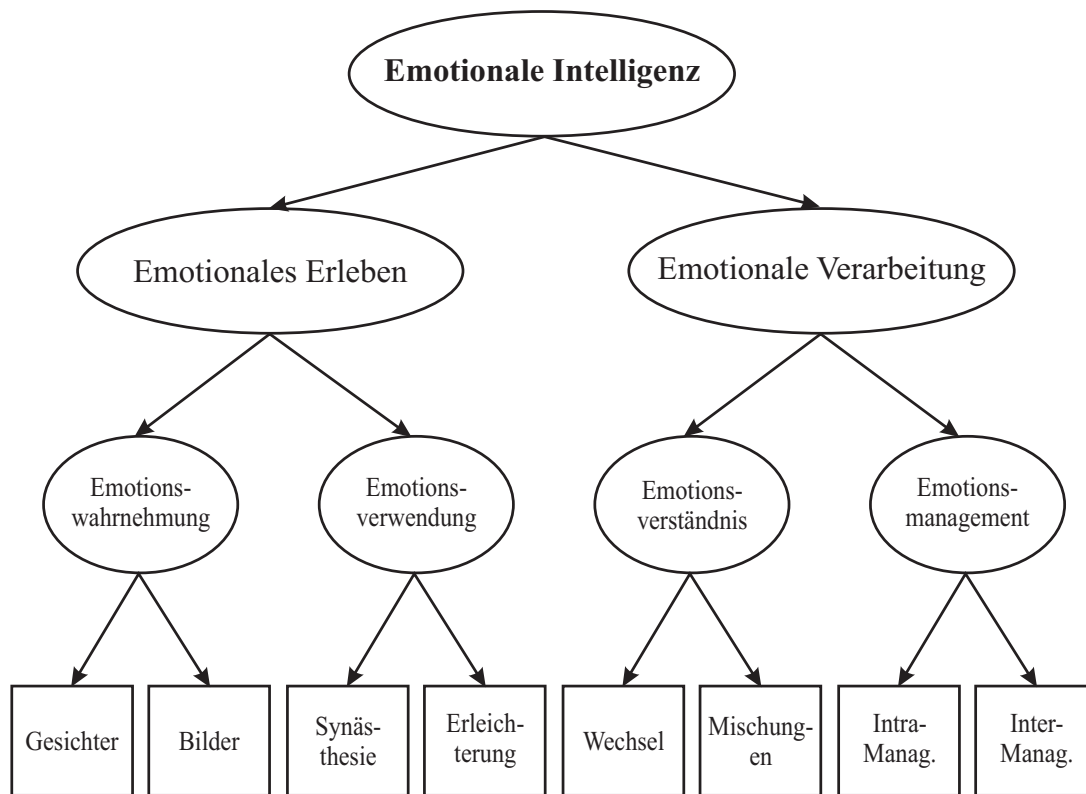 Emotionale Intelligenz
Emotionales Erleben
Emotionale Verarbeitung
Emotions-
wahrnehmung
Emotions-
verwendung
Emotions-
verständnis
Emotions-
management
Gesichter
Bilder
Synäs-
thesie
Erleich-
terung
Wechsel
Mischung-
en
Intra-
Manag.
Inter-
Manag.